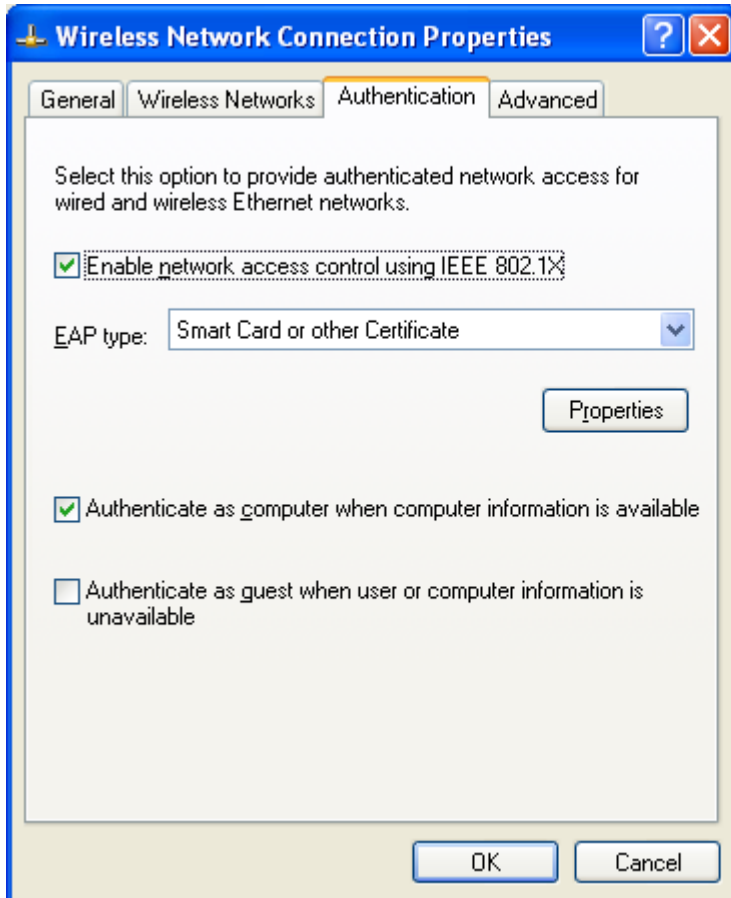 Wireless Network Connection Properties
General Wireless Networks Authentication Advanced
Select this option to provide authenticated network access for
wired and wireless Ethernet networks.
Enable network access control using IEEE 802.1X
EAP type: Smart Card or other Certificate
Properties
Authenticate as computer when computer information is available
Authenticate as guest when user or computer information is
unavailable
OK Cancel